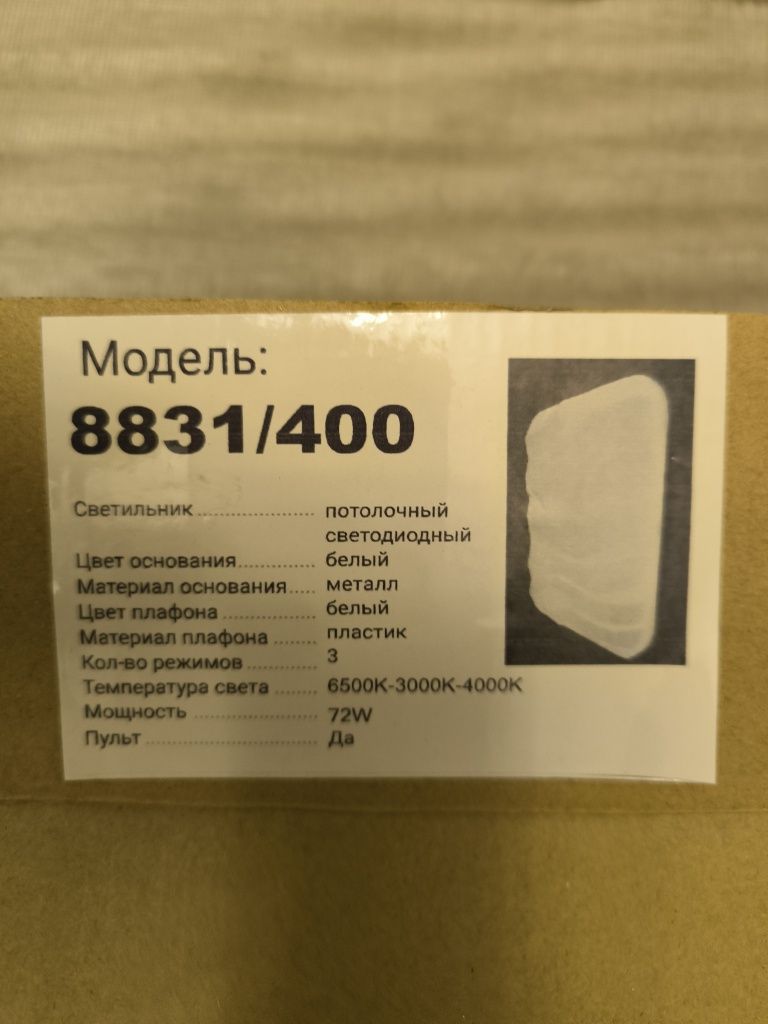 Модель:
8831/400
Светильник .................... потолочный
светодиодный
Цвет основания ............. белый
Материал основания ..... металл
Цвет плафона ................ белый
Материал плафона ........ пластик
Кол-во режимов ............. 3
Температура света ........ 6500K-3000K-4000K
Мощность ..................... 72W
Пульт ............................. Да